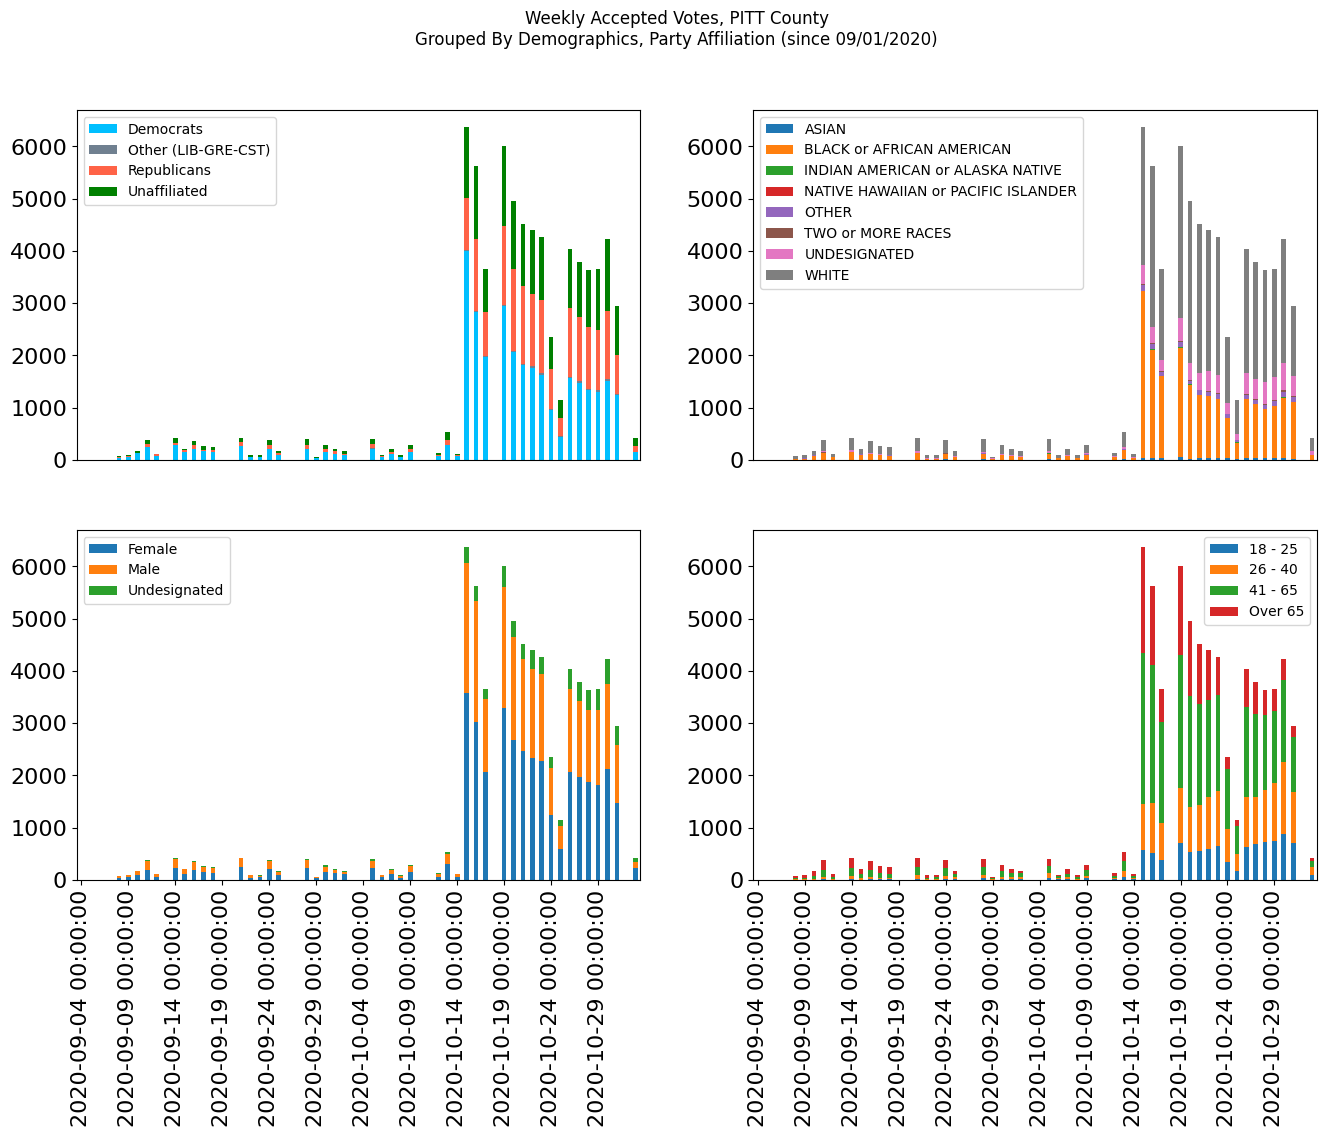 Weekly Accepted Votes, PITT County
Grouped By Demographics, Party Affiliation (since 09/01/2020)
6000
5000
4000
3000
2000
1000
0
Democrats
Other (LIB-GRE-CST)
Republicans
Unaffiliated
6000
5000
4000
3000
2000
1000
0
ASIAN
BLACK or AFRICAN AMERICAN
INDIAN AMERICAN or ALASKA NATIVE
NATIVE HAWAIIAN or PACIFIC ISLANDER
OTHER
TWO or MORE RACES
UNDESIGNATED
WHITE
6000
5000
4000
3000
2000
1000
0
Female
Male
Undesignated
2020-09-04 00:00:00
2020-09-09 00:00:00
2020-09-14 00:00:00
2020-09-19 00:00:00
2020-09-24 00:00:00
2020-09-29 00:00:00
2020-10-04 00:00:00
2020-10-09 00:00:00
2020-10-14 00:00:00
2020-10-19 00:00:00
2020-10-24 00:00:00
2020-10-29 00:00:00
6000
5000
4000
3000
2000
1000
0
18 - 25
26 - 40
41 - 65
Over 65
2020-09-04 00:00:00
2020-09-09 00:00:00
2020-09-14 00:00:00
2020-09-19 00:00:00
2020-09-24 00:00:00
2020-09-29 00:00:00
2020-10-04 00:00:00
2020-10-09 00:00:00
2020-10-14 00:00:00
2020-10-19 00:00:00
2020-10-24 00:00:00
2020-10-29 00:00:00